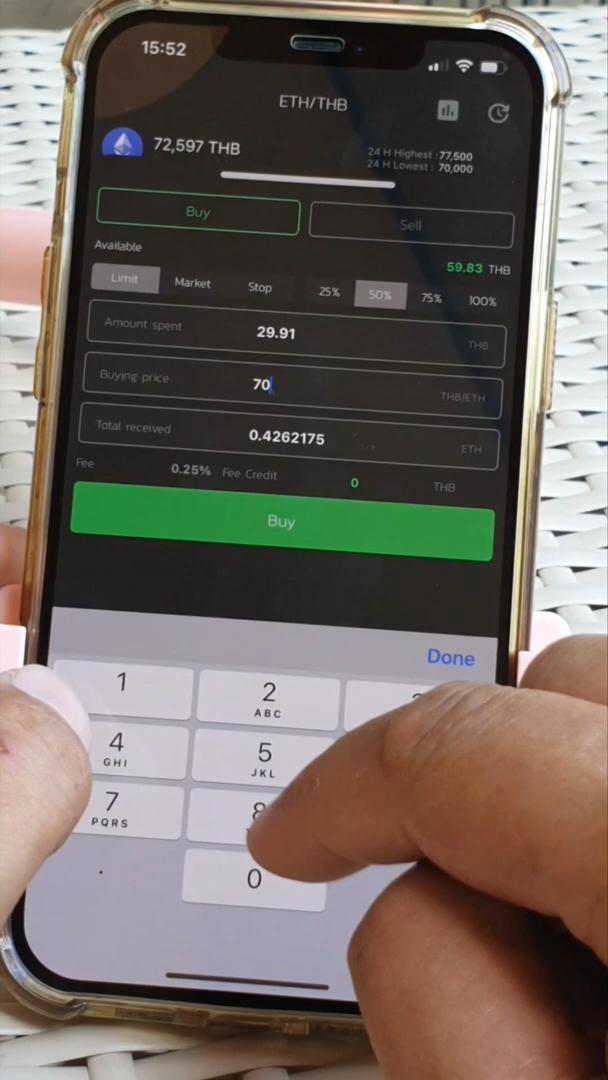 15:52
ETH/THB
72,597 THB
24 H Highest : 77,500
24 H Lowest : 70,000
Buy
Sell
Available
59.83 THB
Limit Market Stop 25% 50% 75% 100%
Amount spent 29.91 THB
Buying price 70 THB/ETH
Total received 0.4262175 ETH
Fee 0.25% Fee Credit 0 THB
Buy
Done
1
2
ABC
4
GHI
5
JKL
7
PQRS
8
0
.